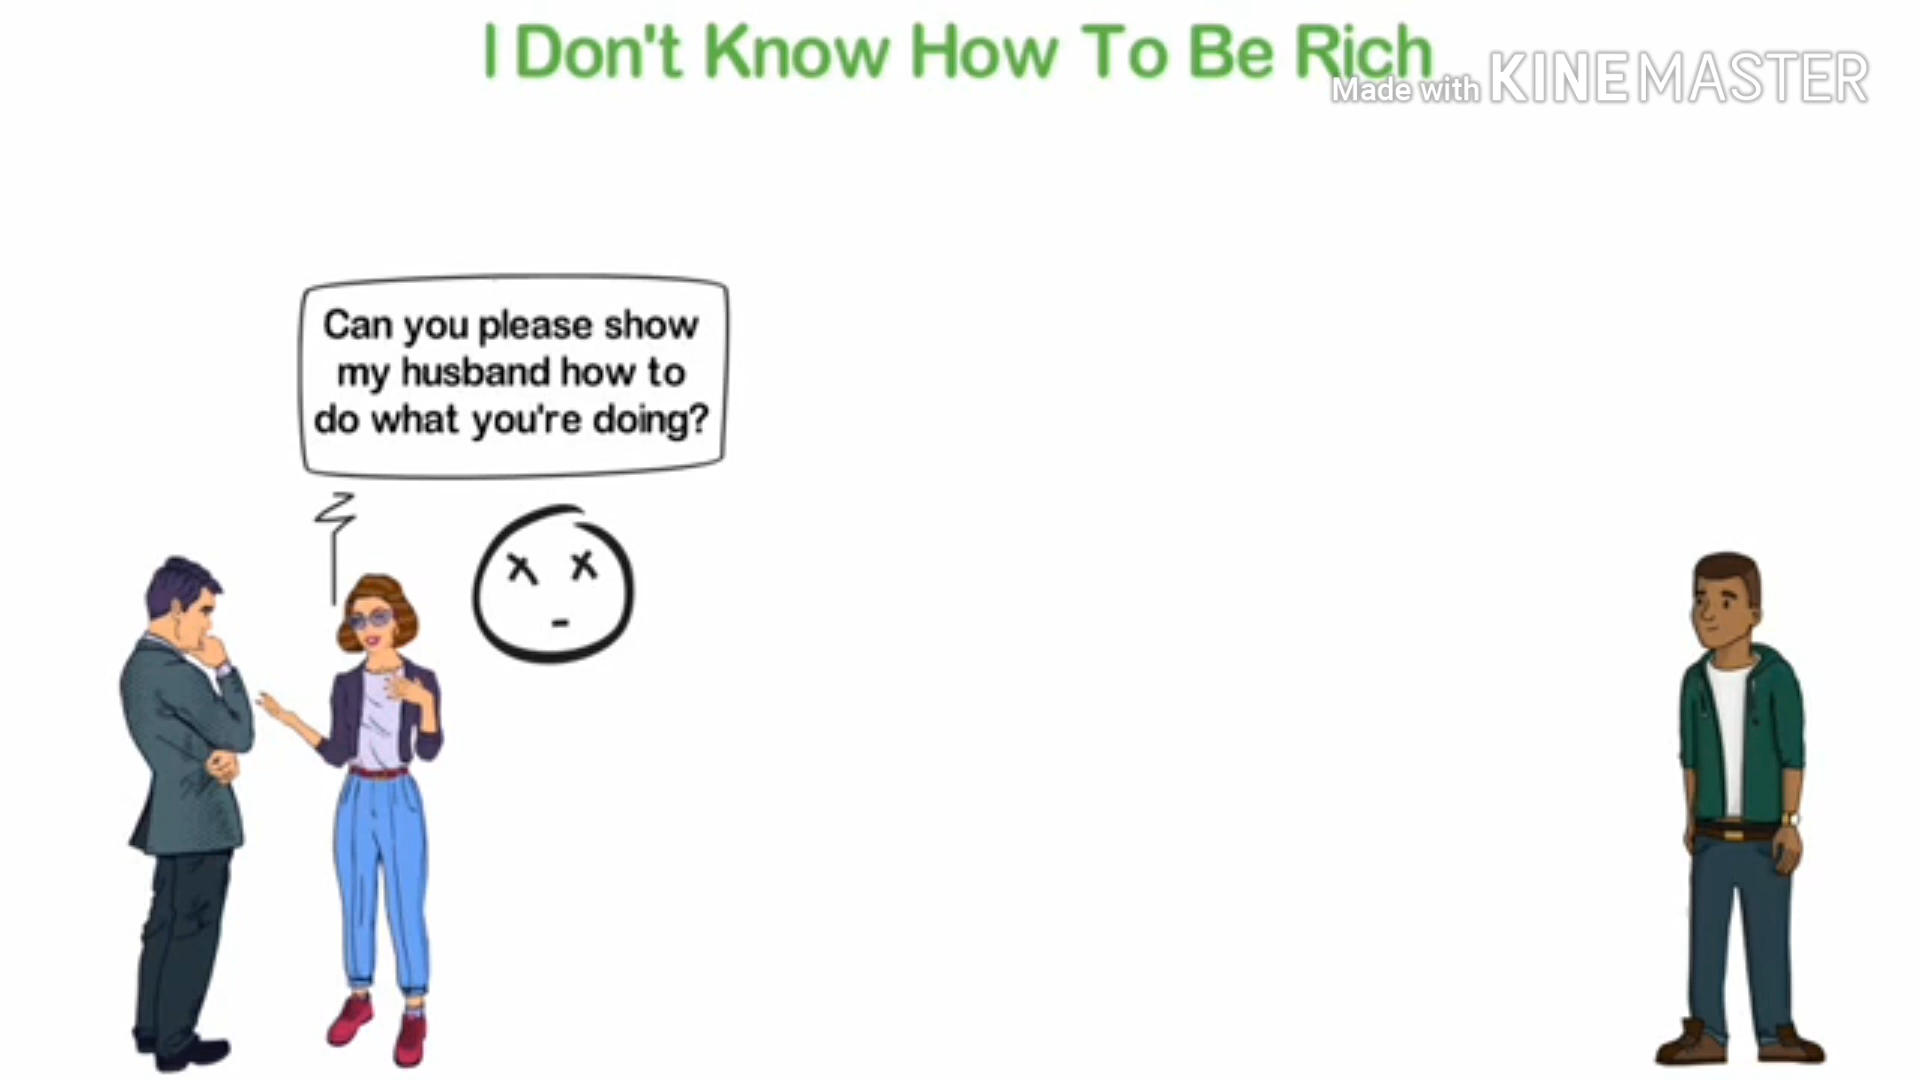 I Don't Know How To Be Rich
Made with KINEMASTER
Can you please show
my husband how to
do what you're doing?